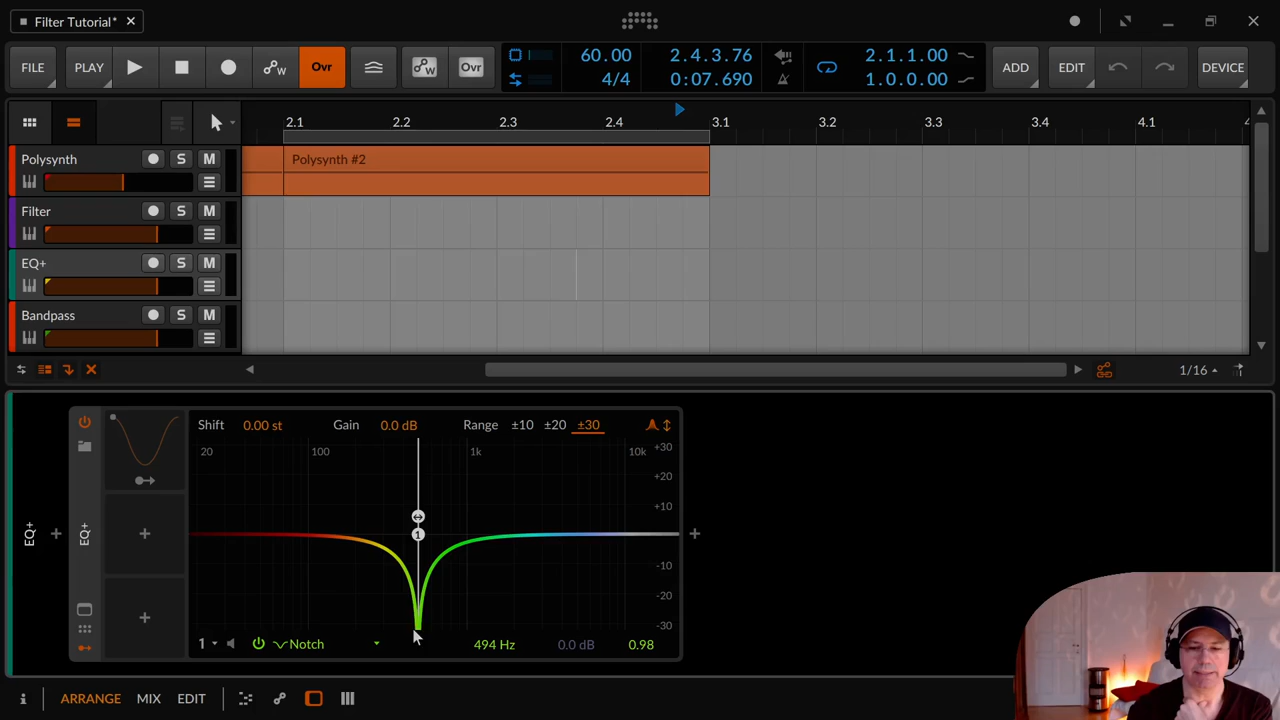 Filter Tutorial*
FILE PLAY Ovr Ovr 60.00 2.4.3.76 2.1.1.00 ADD EDIT DEVICE
4/4 0:07.690 1.0.0.00
2.1 2.2 2.3 2.4 3.1 3.2 3.3 3.4 4.1 4
Polysynth S M Polysynth #2
Filter S M
EQ+ S M
Bandpass S M
1/16
Shift 0.00 st Gain 0.0 dB Range ±10 ±20 ±30
20 100 1k 10k +30
+20
+10
-10
-20
-30
EQ+
EQ+
1
1 Notch 494 Hz 0.0 dB 0.98
i ARRANGE MIX EDIT